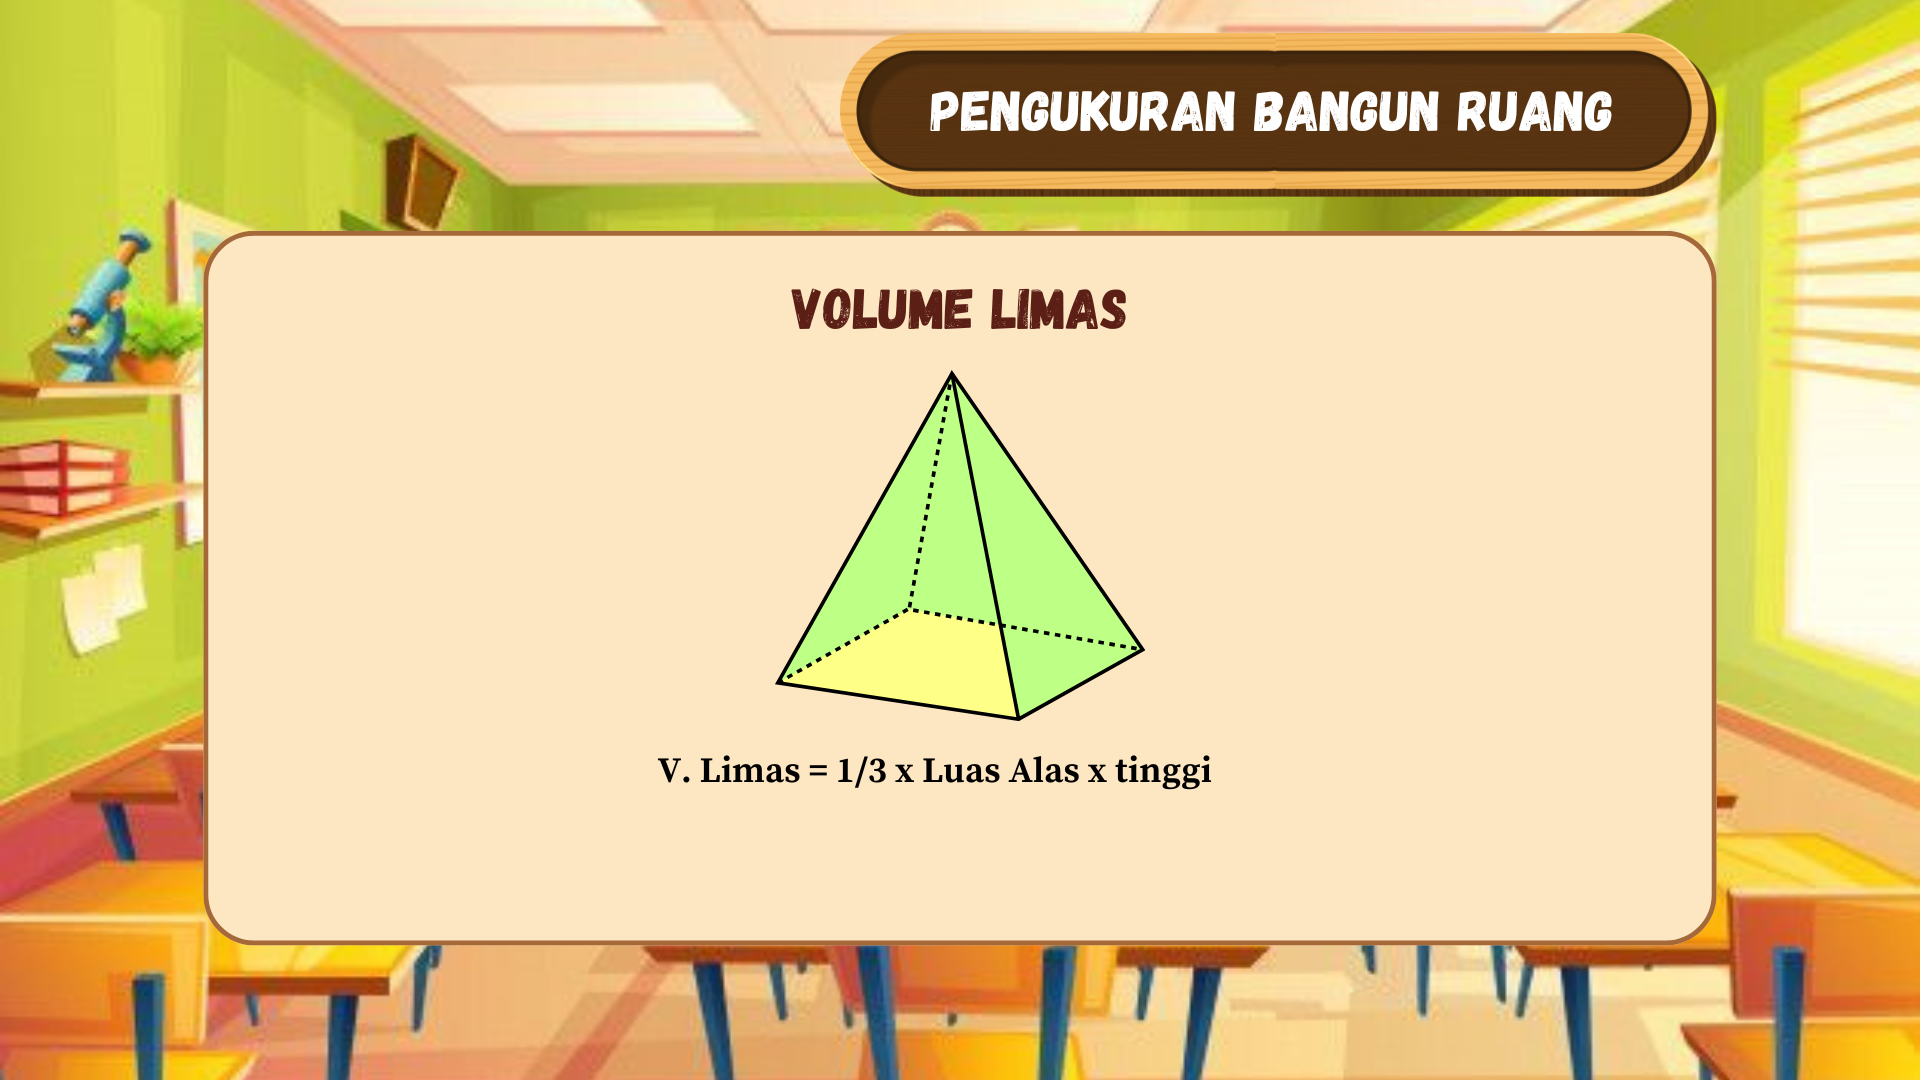 PENGUKURAN BANGUN RUANG
VOLUME LIMAS
V. Limas = 1/3 x Luas Alas x tinggi